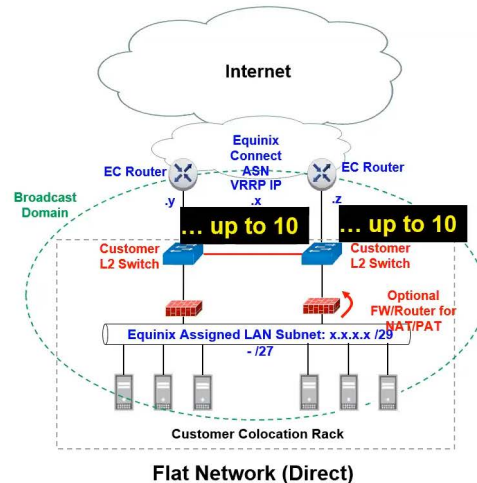 Internet
Equinix
Connect
ASN
VRRP IP
EC Router
EC Router
.y
.x
.z
Broadcast
Domain
... up to 10
... up to 10
Customer
L2 Switch
Customer
L2 Switch
Optional
FW/Router for
NAT/PAT
Equinix Assigned LAN Subnet: x.x.x.x /29
- /27
Customer Colocation Rack
Flat Network (Direct)